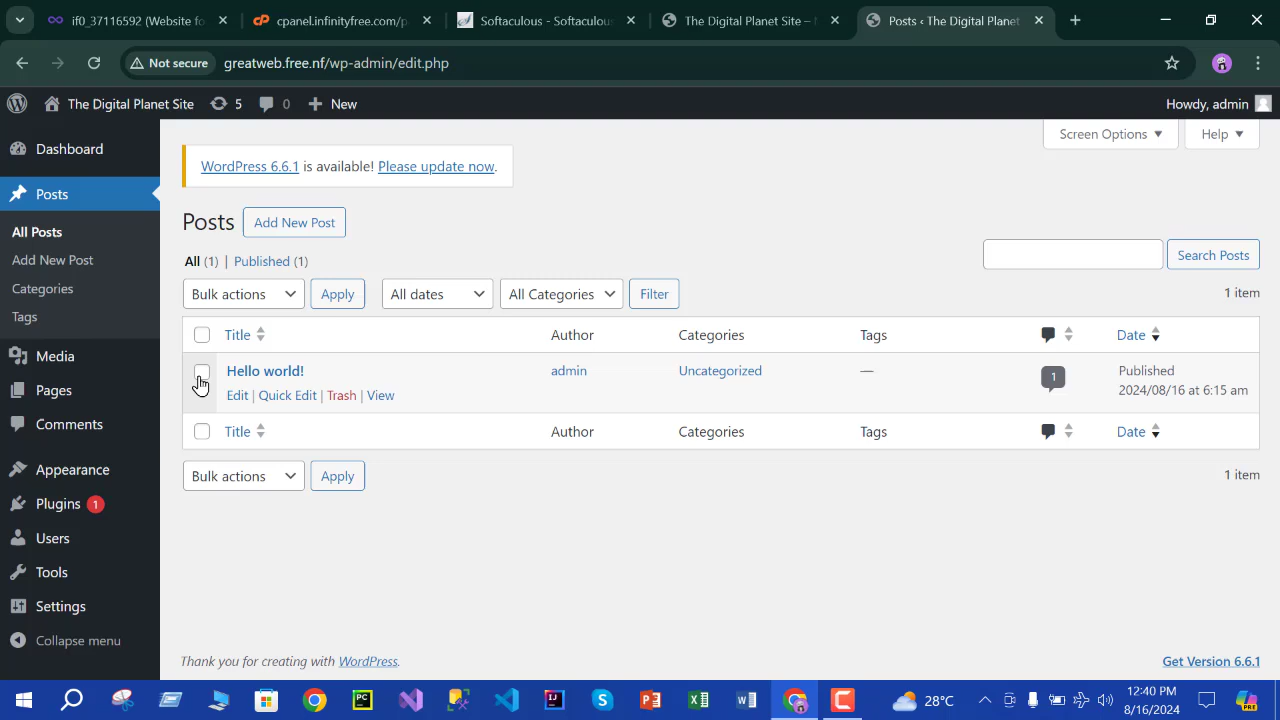 if0_37116592 (Website fo
cpanel.infinityfree.com/p
Softaculous - Softaculous
The Digital Planet Site –
Posts ‹ The Digital Planet
Not secure
greatweb.free.nf/wp-admin/edit.php
The Digital Planet Site
5
0
New
Howdy, admin
Dashboard
Posts
All Posts
Add New Post
Categories
Tags
Media
Pages
Comments
Appearance
Plugins 1
Users
Tools
Settings
Collapse menu
Screen Options
Help
WordPress 6.6.1 is available! Please update now.
Posts
Add New Post
All (1) | Published (1)
Search Posts
Bulk actions
Apply
All dates
All Categories
Filter
1 item
Title
Author
Categories
Tags
Date
Hello world!
admin
Uncategorized
—
1
Published
2024/08/16 at 6:15 am
Edit | Quick Edit | Trash | View
Title
Author
Categories
Tags
Date
Bulk actions
Apply
1 item
Thank you for creating with WordPress.
Get Version 6.6.1
28°C
12:40 PM
8/16/2024